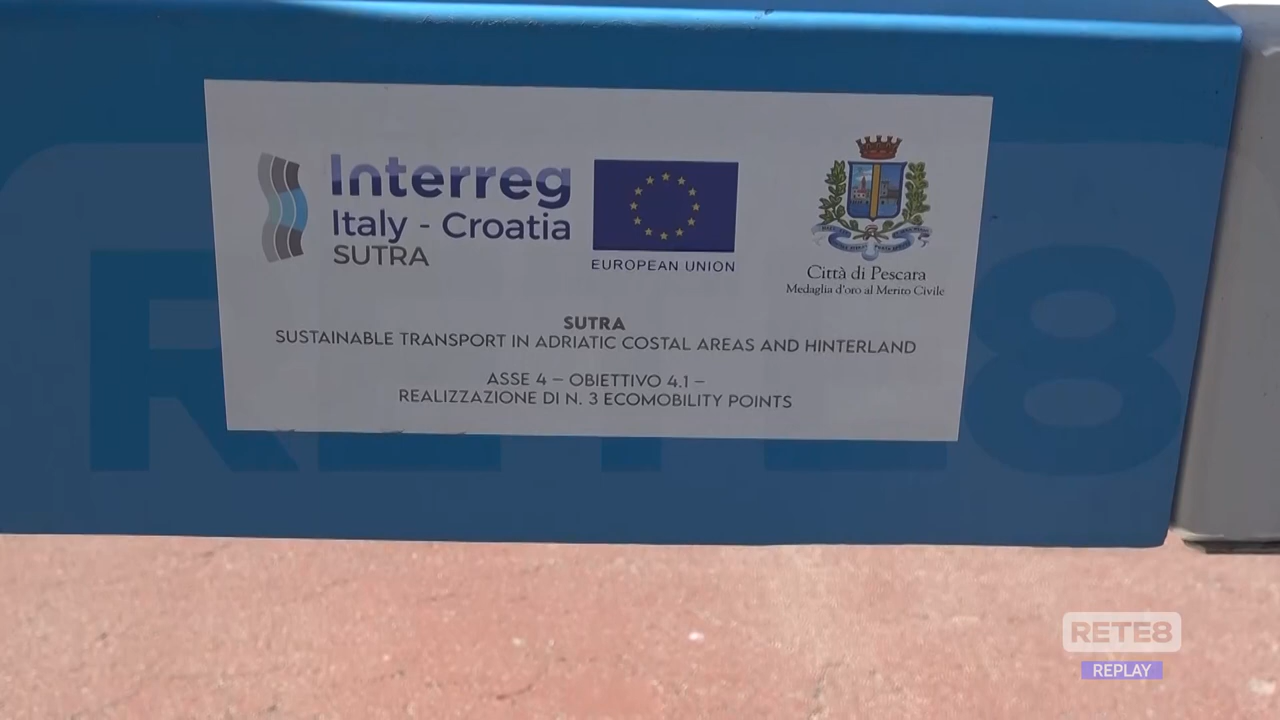 Interreg
Italy - Croatia
SUTRA
EUROPEAN UNION
Città di Pescara
Medaglia d'oro al Merito Civile
SUTRA
SUSTAINABLE TRANSPORT IN ADRIATIC COSTAL AREAS AND HINTERLAND
ASSE 4 – OBIETTIVO 4.1 –
REALIZZAZIONE DI N. 3 ECOMOBILITY POINTS
RETE8
RETE8
REPLAY